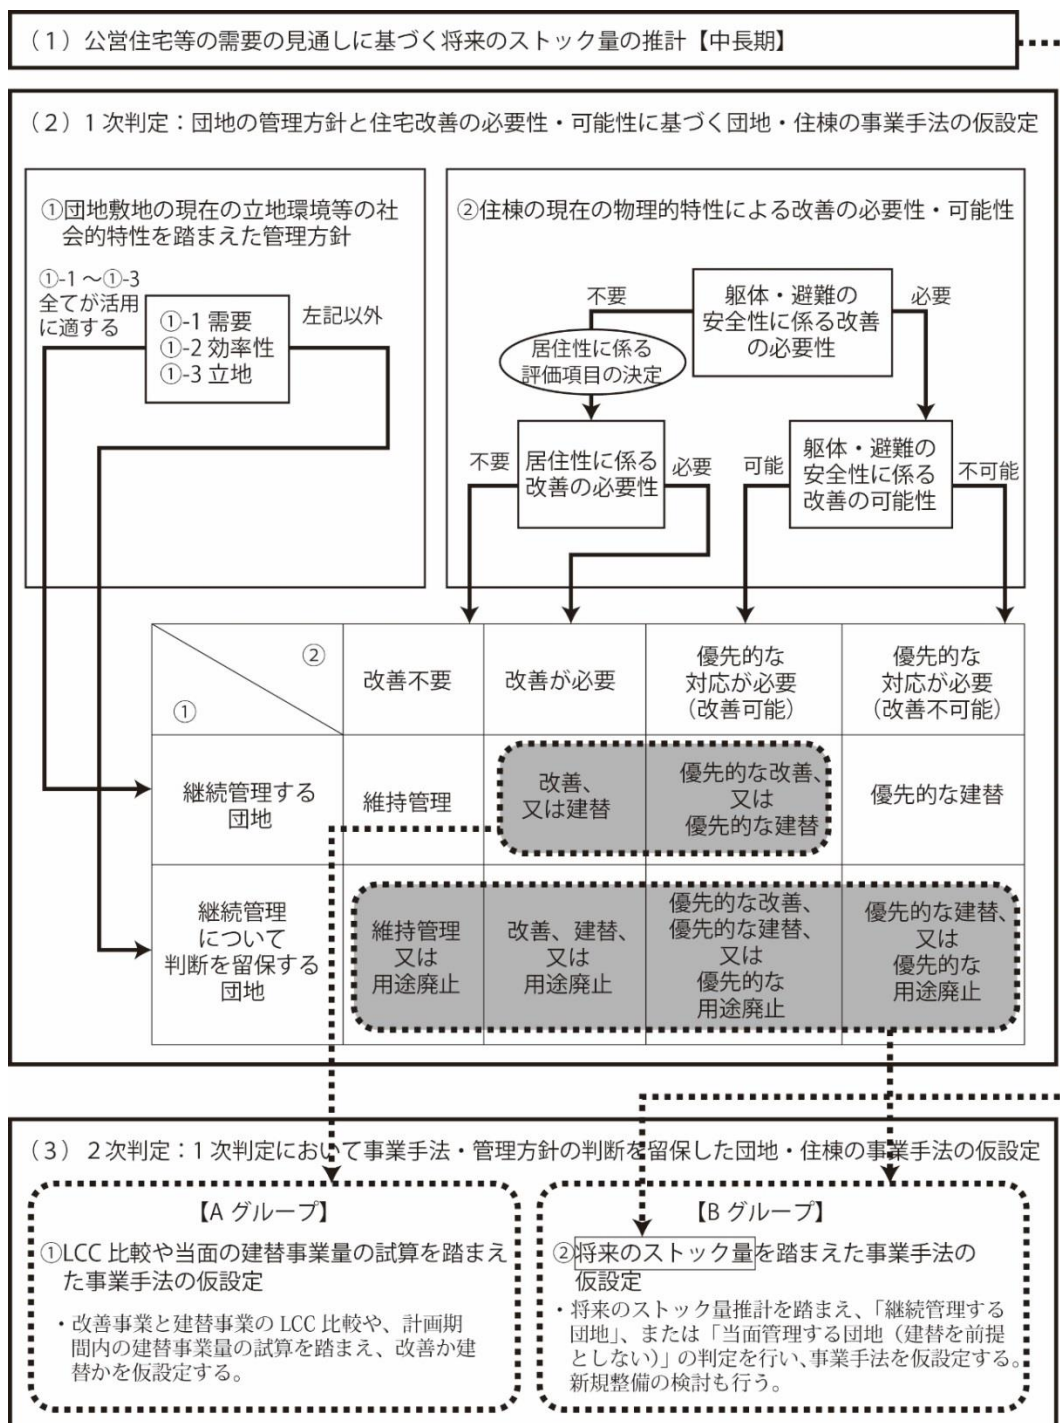 (1)公営住宅等の需要の見通しに基づく将来のストック量の推計【中長期】
(2)1次判定:団地の管理方針と住宅改善の必要性・可能性に基づく団地・住棟の事業手法の仮設定
①団地敷地の現在の立地環境等の社
会的特性を踏まえた管理方針
①-1~①-3
全てが活用
に適する
①-1 需要
①-2 効率性
①-3 立地
左記以外
②住棟の現在の物理的特性による改善の必要性・可能性
不要
躯体・避難の
安全性に係る改善
の必要性
必要
居住性に係る
評価項目の決定
不要
居住性に係る
改善の必要性
必要
可能
躯体・避難の
安全性に係る
改善の可能性
不可能
②
①
改善不要
改善が必要
優先的な
対応が必要
(改善可能)
優先的な
対応が必要
(改善不可能)
継続管理する
団地
維持管理
改善、
又は建替
優先的な改善、
又は
優先的な建替
優先的な建替
継続管理
について
判断を留保する
団地
維持管理
又は
用途廃止
改善、建替、
又は
用途廃止
優先的な改善、
優先的な建替、
又は
優先的な
用途廃止
優先的な建替、
又は
優先的な
用途廃止
(3)2次判定:1次判定において事業手法・管理方針の判断を留保した団地・住棟の事業手法の仮設定
【A グループ】
①LCC 比較や当面の建替事業量の試算を踏まえ
た事業手法の仮設定
・改善事業と建替事業の LCC 比較や、計画期
間内の建替事業量の試算を踏まえ、改善か建
替かを仮設定する。
【B グループ】
②将来のストック量を踏まえた事業手法の
仮設定
・将来のストック量推計を踏まえ、「継続管理する
団地」、または「当面管理する団地(建替を前提
としない)」の判定を行い、事業手法を仮設定する。
新規整備の検討も行う。